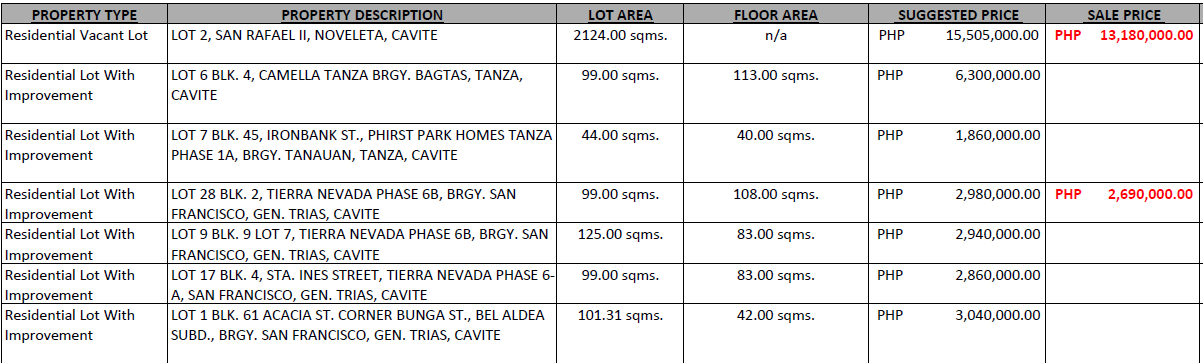 PROPERTY TYPE PROPERTY DESCRIPTION LOT AREA FLOOR AREA SUGGESTED PRICE SALE PRICE
Residential Vacant Lot LOT 2, SAN RAFAEL II, NOVELETA, CAVITE 2124.00 sqms. n/a PHP 15,505,000.00 PHP 13,180,000.00
Residential Lot With LOT 6 BLK. 4, CAMELLA TANZA BRGY. BAGTAS, TANZA, 99.00 sqms. 113.00 sqms. PHP 6,300,000.00
Improvement CAVITE
Residential Lot With LOT 7 BLK. 45, IRONBANK ST., PHIRST PARK HOMES TANZA 44.00 sqms. 40.00 sqms. PHP 1,860,000.00
Improvement PHASE 1A, BRGY. TANAUAN, TANZA, CAVITE
Residential Lot With LOT 28 BLK. 2, TIERRA NEVADA PHASE 6B, BRGY. SAN 99.00 sqms. 108.00 sqms. PHP 2,980,000.00 PHP 2,690,000.00
Improvement FRANCISCO, GEN. TRIAS, CAVITE
Residential Lot With LOT 9 BLK. 9 LOT 7, TIERRA NEVADA PHASE 6B, BRGY. SAN 125.00 sqms. 83.00 sqms. PHP 2,940,000.00
Improvement FRANCISCO, GEN. TRIAS, CAVITE
Residential Lot With LOT 17 BLK. 4, STA. INES STREET, TIERRA NEVADA PHASE 6- 99.00 sqms. 83.00 sqms. PHP 2,860,000.00
Improvement A, SAN FRANCISCO, GEN. TRIAS, CAVITE
Residential Lot With LOT 1 BLK. 61 ACACIA ST. CORNER BUNGA ST., BEL ALDEA 101.31 sqms. 42.00 sqms. PHP 3,040,000.00
Improvement SUBD., BRGY. SAN FRANCISCO, GEN. TRIAS, CAVITE